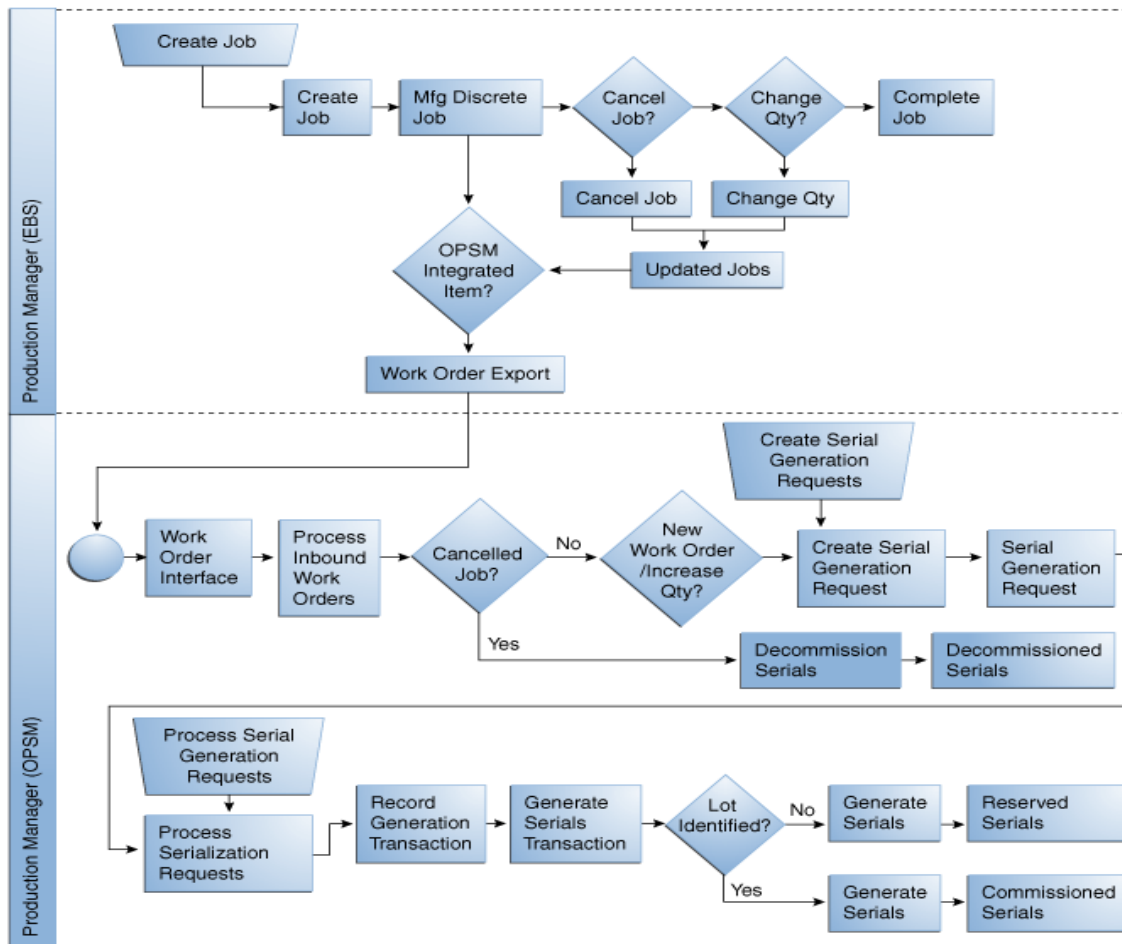 Production Manager (EBS)
Create Job
Create
Job
Mfg Discrete
Job
Cancel
Job?
Change
Qty?
Complete
Job
Cancel Job
Change Qty
OPSM
Integrated
Item?
Updated Jobs
Work Order Export
Production Manager (OPSM)
Create Serial
Generation
Requests
Work
Order
Interface
Process
Inbound
Work
Orders
Cancelled
Job?
No
New
Work Order
/Increase
Qty?
Create Serial
Generation
Request
Serial
Generation
Request
Yes
Decommission
Serials
Decommissioned
Serials
Process Serial
Generation
Requests
Process
Serialization
Requests
Record
Generation
Transaction
Generate
Serials
Transaction
Lot
Identified?
No
Generate
Serials
Reserved
Serials
Yes
Generate
Serials
Commissioned
Serials